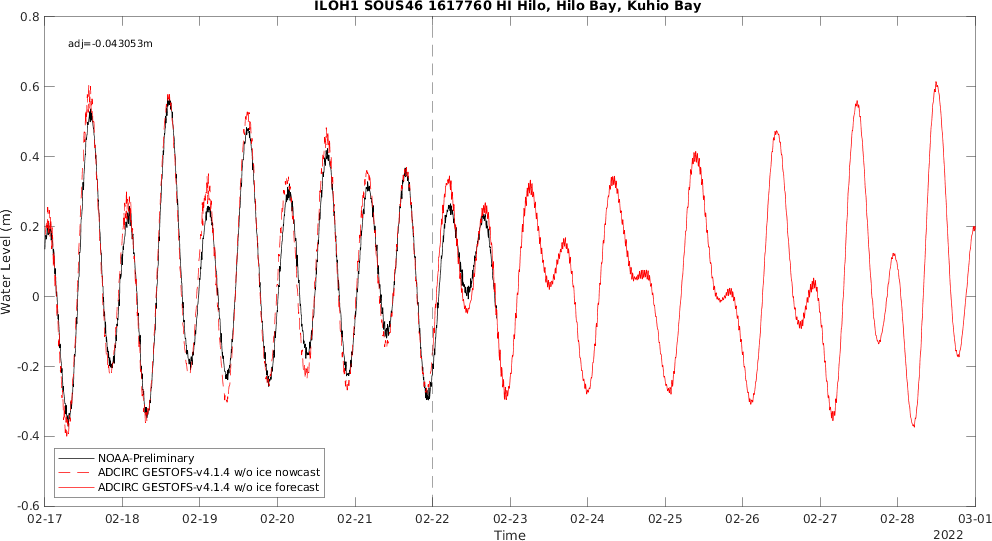 ILOH1 SOUS46 1617760 HI Hilo, Hilo Bay, Kuhio Bay
adj=-0.043053m
0.8
0.6
0.4
0.2
0
-0.2
-0.4
-0.6
Water Level (m)
NOAA-Preliminary
ADCIRC GESTOFS-v4.1.4 w/o ice nowcast
ADCIRC GESTOFS-v4.1.4 w/o ice forecast
02-17 02-18 02-19 02-20 02-21 02-22 02-23 02-24 02-25 02-26 02-27 02-28 03-01
Time
2022